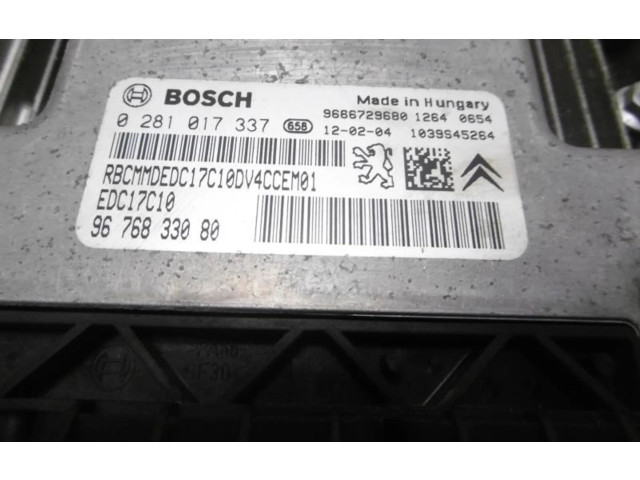 BOSCH
Made in Hungary
9666729680 1264 0654
0 281 017 337 658 12-02-04 1039S45264
RBCMMDEDC17C10DV4CCEM01
EDC17C10
96 768 330 80